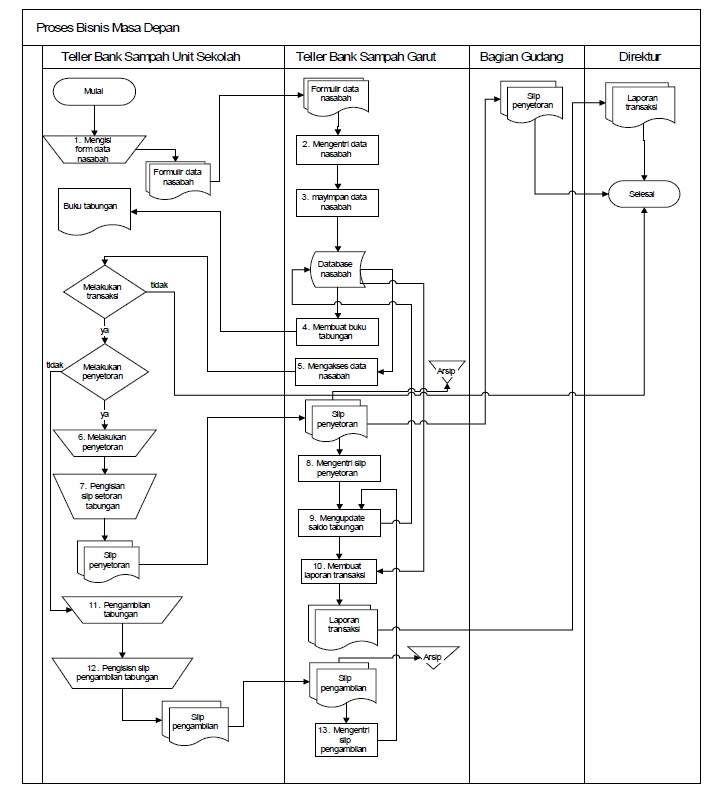 Proses Bisnis Masa Depan
Teller Bank Sampah Unit Sekolah
Teller Bank Sampah Garut
Bagian Gudang
Direktur
Mulai
1. Mengisi
form data
nasabah
Formulir data
nasabah
Buku tabungan
Melakukan
transaksi
tidak
ya
Melakukan
penyetoran
tidak
ya
6. Melakukan
penyetoran
7. Pengisian
slip setoran
tabungan
Slip
penyetoran
11. Pengambilan
tabungan
12. Pengisisn slip
pengambilan tabungan
Slip
pengambilan
Formulir data
nasabah
2. Mengentri data
nasabah
3. mayimpan data
nasabah
Database
nasabah
4. Membuat buku
tabungan
5. Mengakses data
nasabah
Arsip
Slip
penyetoran
8. Mengentri slip
penyetoran
9. Mengupdate
saldo tabungan
10. Membuat
laporan transaksi
Laporan
transaksi
Arsip
Slip
pengambilan
13. Mengentri
slip
pengambilan
Slip
penyetoran
Laporan
transaksi
Selesai